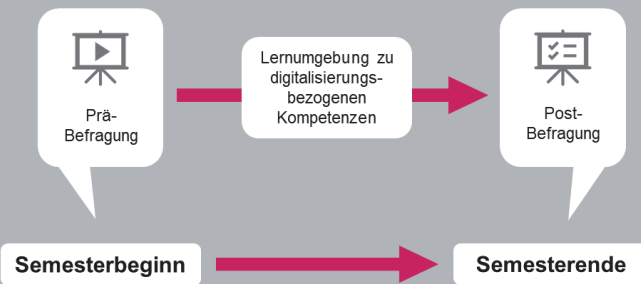 Prä-
Befragung
Lernumgebung zu
digitalisierungs-
bezogenen
Kompetenzen
Post-
Befragung
Semesterbeginn
Semesterende